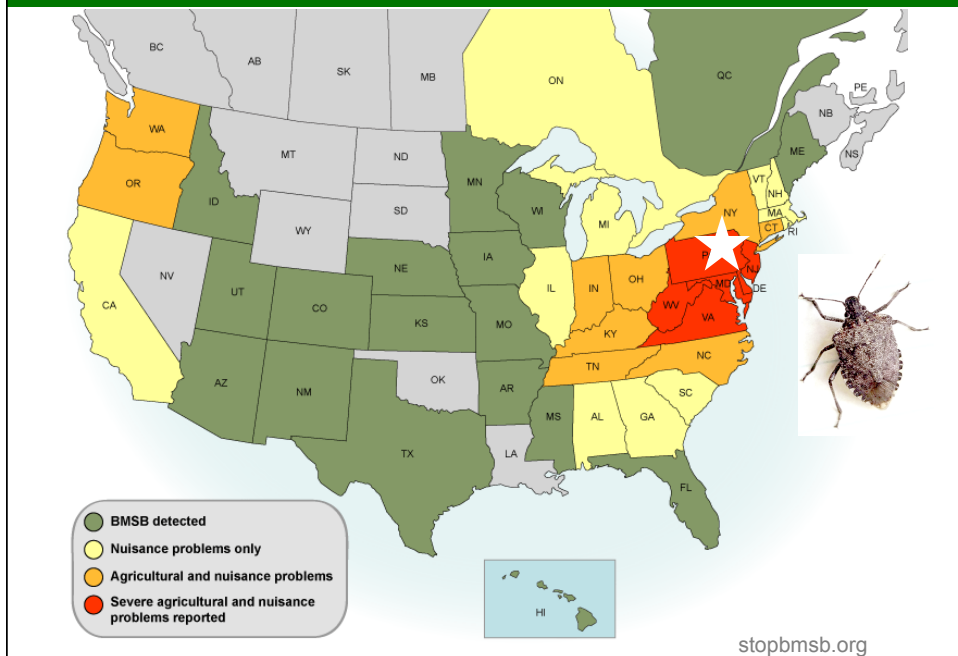 BC
AB
SK
MB
ON
QC
NB
PE
NS
WA
OR
ID
MT
ND
SD
WY
NV
CA
UT
CO
AZ
NM
NE
KS
OK
TX
MN
IA
MO
AR
LA
WI
IL
MI
IN
OH
KY
TN
MS
AL
GA
SC
NC
FL
WV
VA
P
MD
DE
NJ
NY
CT
RI
MA
VT
NH
ME
HI
BMSB detected
Nuisance problems only
Agricultural and nuisance problems
Severe agricultural and nuisance
problems reported
stopbmsb.org